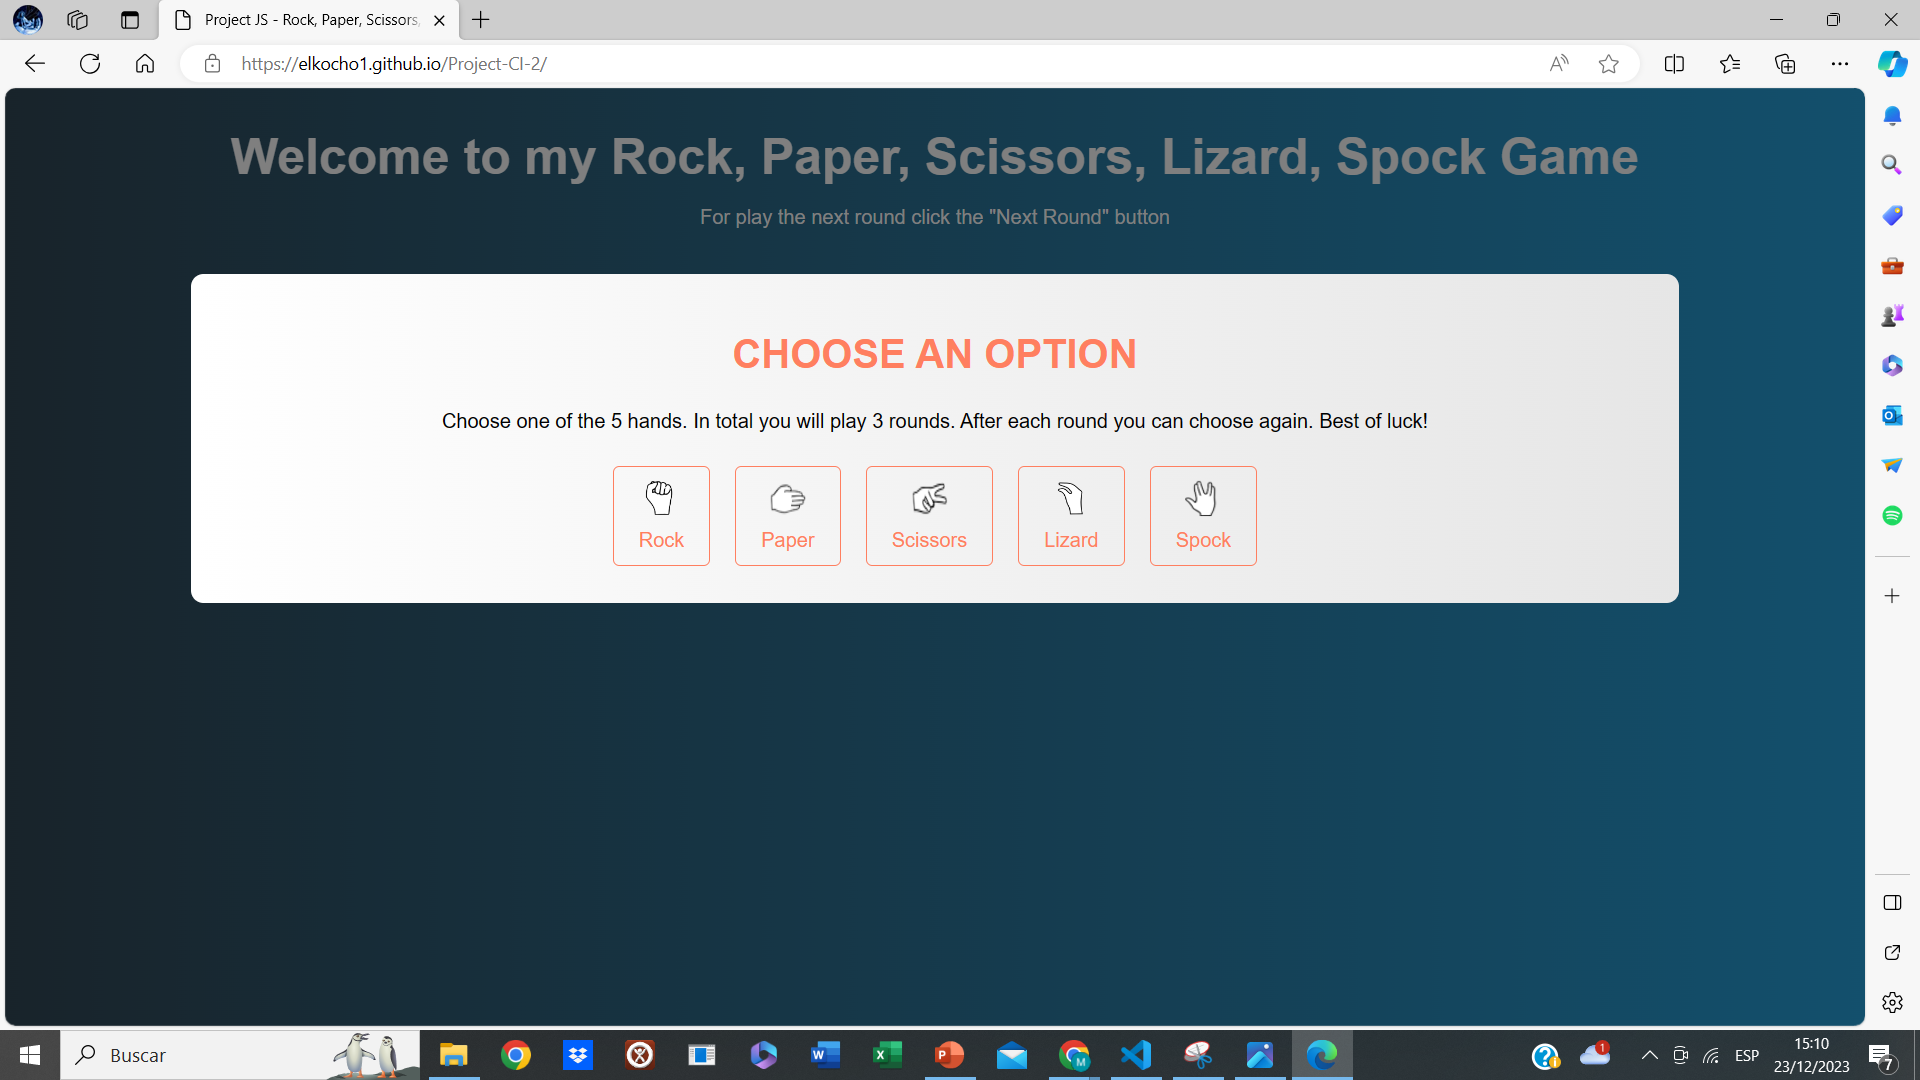 Project JS - Rock, Paper, Scissors,
https://elkocho1.github.io/Project-CI-2/
Welcome to my Rock, Paper, Scissors, Lizard, Spock Game
For play the next round click the "Next Round" button
CHOOSE AN OPTION
Choose one of the 5 hands. In total you will play 3 rounds. After each round you can choose again. Best of luck!
Rock Paper Scissors Lizard Spock
Buscar
1
ESP
15:10
23/12/2023
7